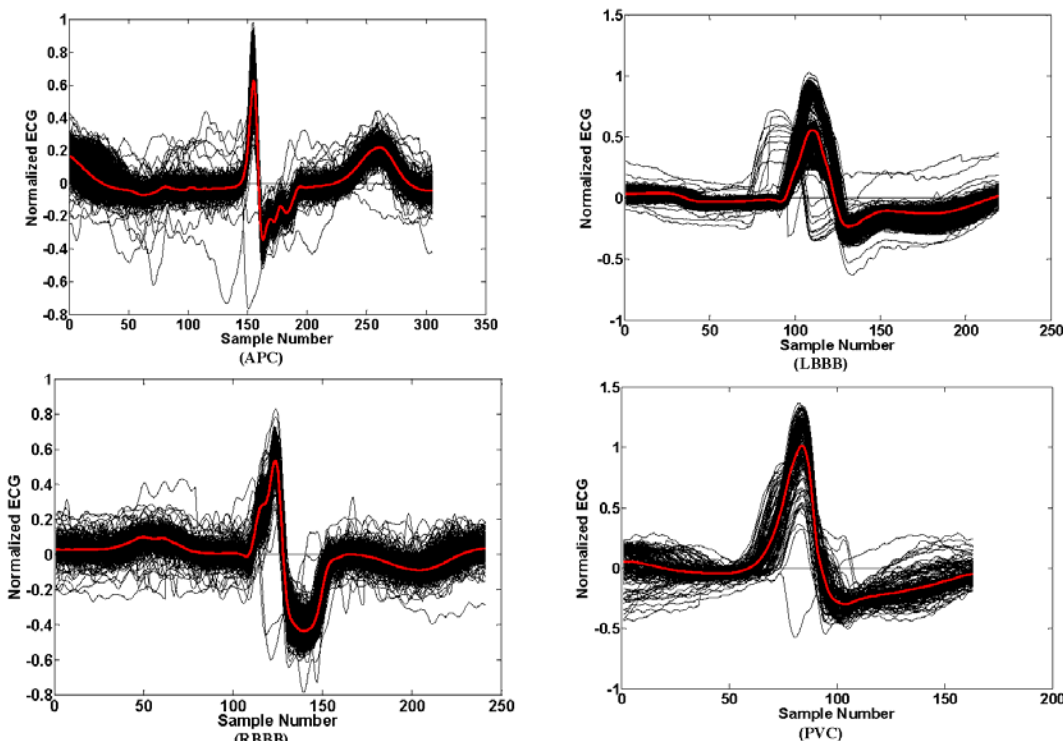 1
0.8
0.6
0.4
0.2
0
-0.2
-0.4
-0.6
-0.8
Normalized ECG
0 50 100 150 200 250 300 350
Sample Number
(APC)
1.5
1
0.5
0
-0.5
-1
Normalized ECG
0 50 100 150 200 250
Sample Number
(LBBB)
1
0.8
0.6
0.4
0.2
0
-0.2
-0.4
-0.6
-0.8
Normalized ECG
0 50 100 150 200 250
Sample Number
(RBBB)
1.5
1
0.5
0
-0.5
-1
Normalized ECG
0 50 100 150 200
Sample Number
(PVC)